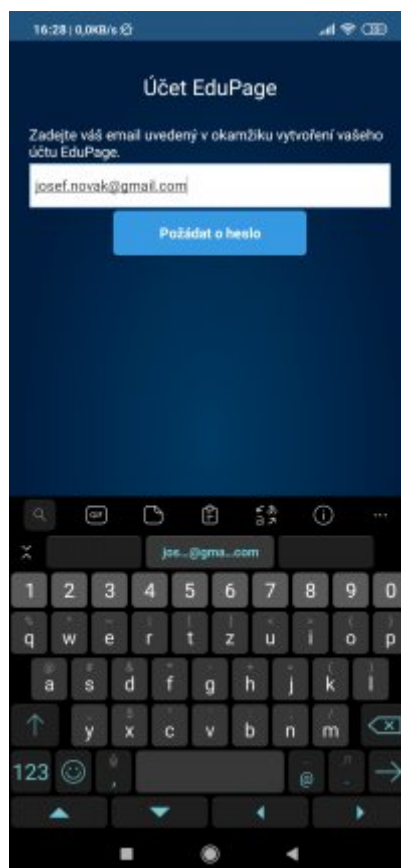 16:28 | 0,0KB/s
Účet EduPage
Zadejte váš email uvedený v okamžiku vytvoření vašeho
účtu EduPage.
josef.novak@gmail.com
Požádat o heslo
GIF
jos...@gma...com
1 2 3 4 5 6 7 8 9 0
q w e r t z u i o p
a s d f g h j k l
y x c v b n m
123 , @ .